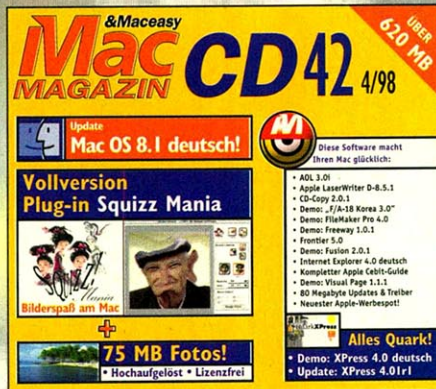 &Maceasy
Mac
MAGAZIN
CD 42 4/98
ÜBER
620 MB
Update
Mac OS 8.1 deutsch!
Vollversion
Plug-in Squizz Mania
SQUIZZ!
Mania
Bilderspaß am Mac
+
75 MB Fotos!
• Hochaufgelöst • Lizenzfrei
Diese Software macht
Ihren Mac glücklich:
• AOL 3.0i
• Apple LaserWriter D-8.5.1
• CD-Copy 2.0.1
• Demo: „F/A-18 Korea 3.0"
• Demo: FileMaker Pro 4.0
• Demo: Freeway 1.0.1
• Frontier 5.0
• Demo: Fusion 2.0.1
• Internet Explorer 4.0 deutsch
• Kompletter Apple Cebit-Guide
• Demo: Visual Page 1.1.1
• 80 Megabyte Updates & Treiber
• Neuester Apple-Werbespot!
QuarkXPress
Alles Quark!
• Demo: XPress 4.0 deutsch
• Update: XPress 4.01r1